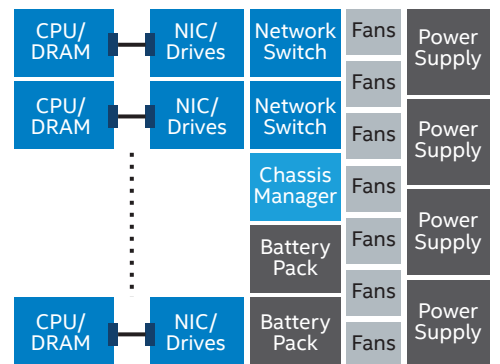 CPU/
DRAM
NIC/
Drives
Network
Switch
Fans
Power
Supply
Fans
CPU/
DRAM
NIC/
Drives
Network
Switch
Fans
Power
Supply
Chassis
Manager
Fans
Battery
Pack
Fans
Power
Supply
Fans
CPU/
DRAM
NIC/
Drives
Battery
Pack
Fans
Power
Supply